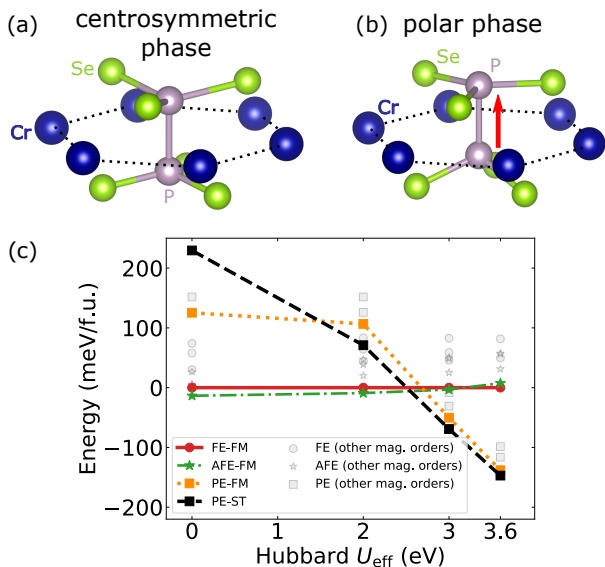 (a)
centrosymmetric
phase
Se
P
Cr
P
(b)
polar phase
Se
P
Cr
(c)
Energy (meV/f.u.)
200
100
0
−100
−200
FE-FM
AFE-FM
PE-FM
PE-ST
FE (other mag. orders)
AFE (other mag. orders)
PE (other mag. orders)
0 1 2 3 3.6
Hubbard Ueff (eV)